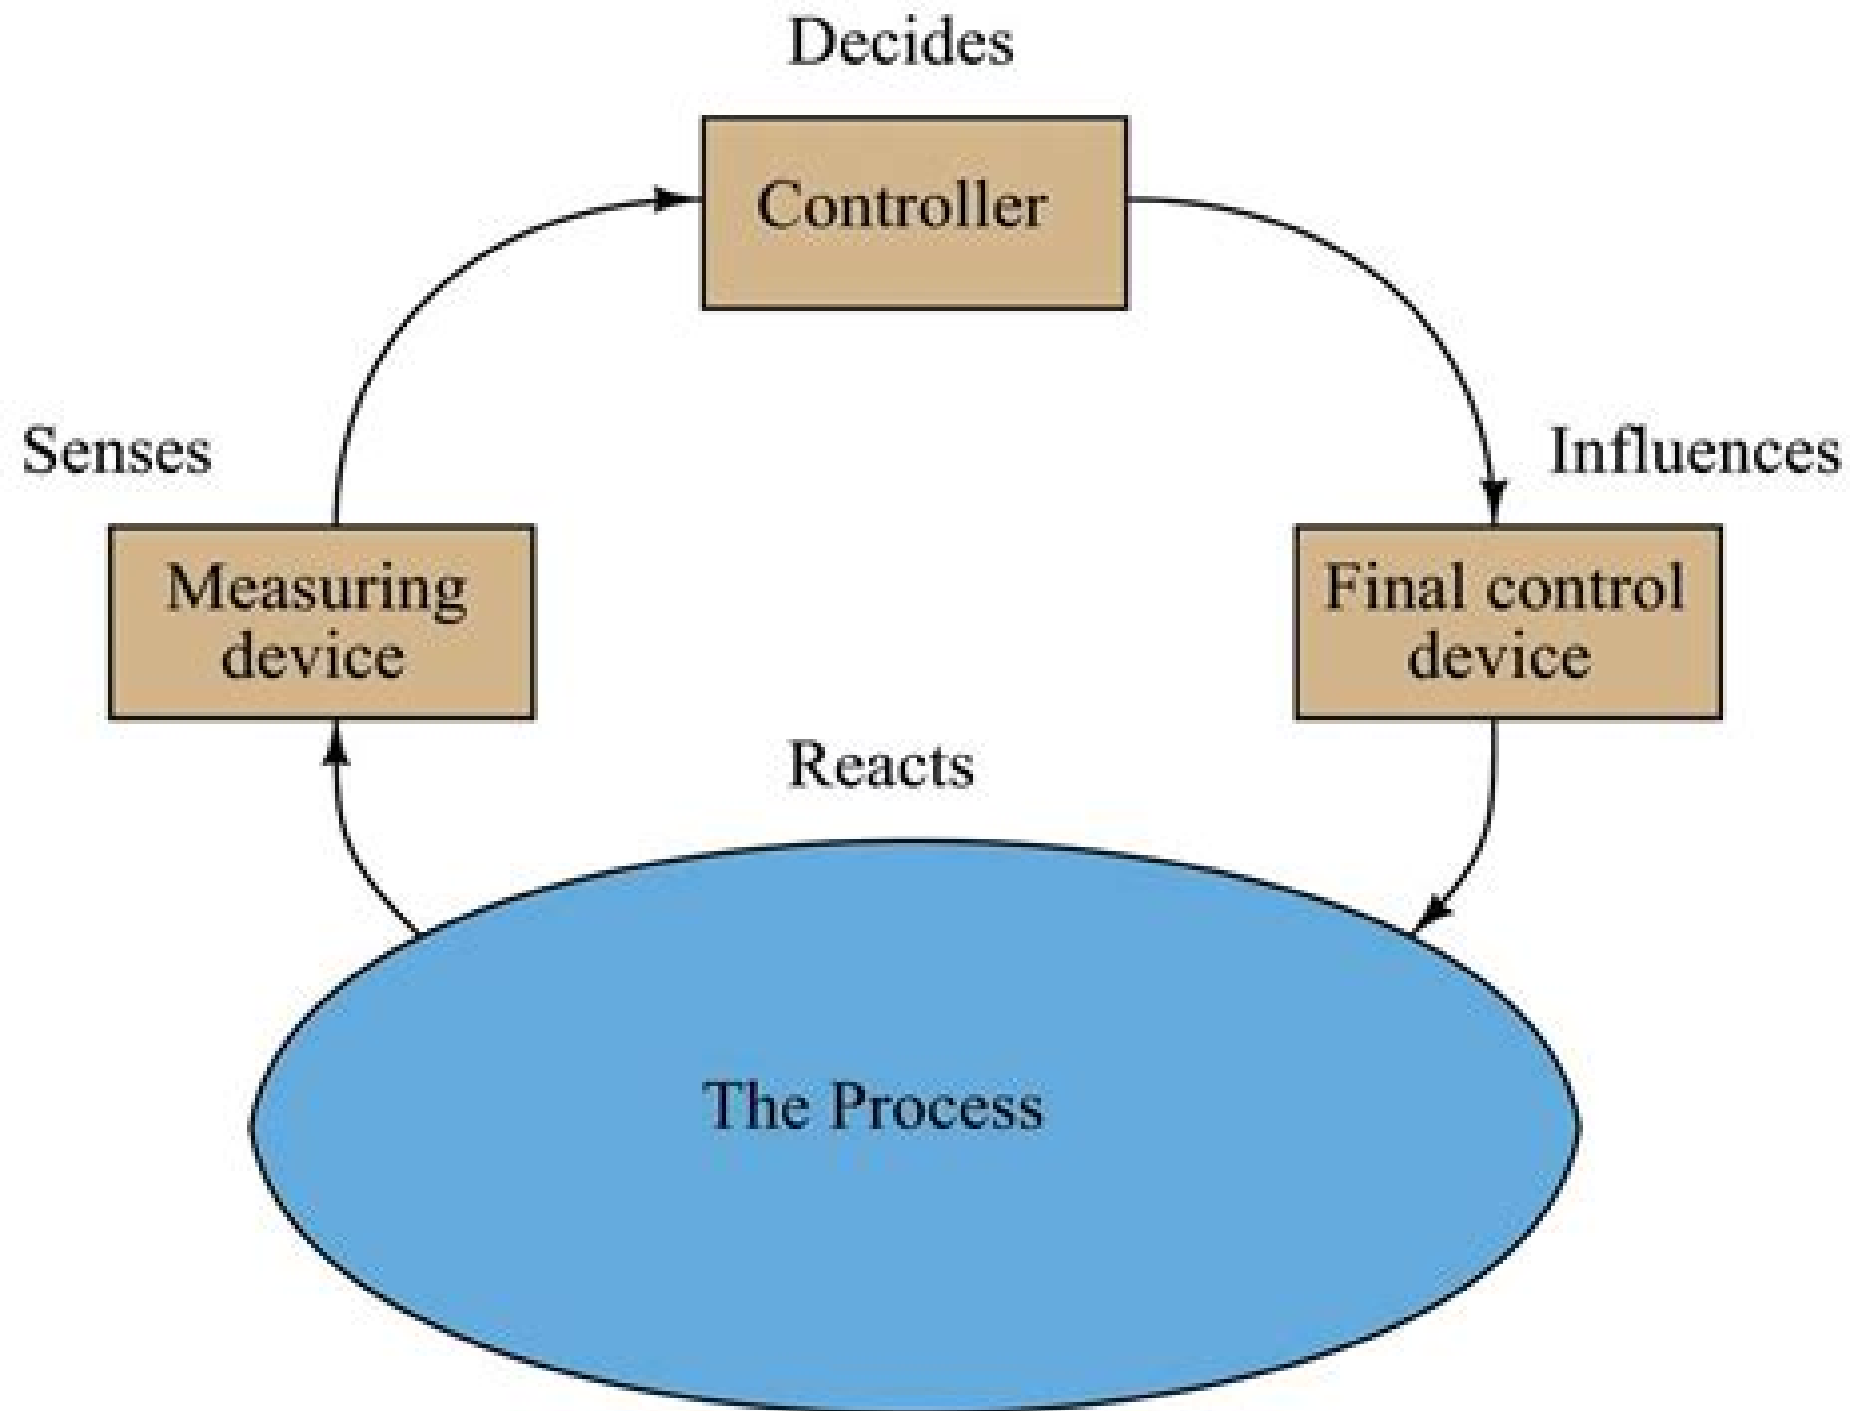 Decides
Controller
Senses
Influences
Measuring
device
Final control
device
Reacts
The Process